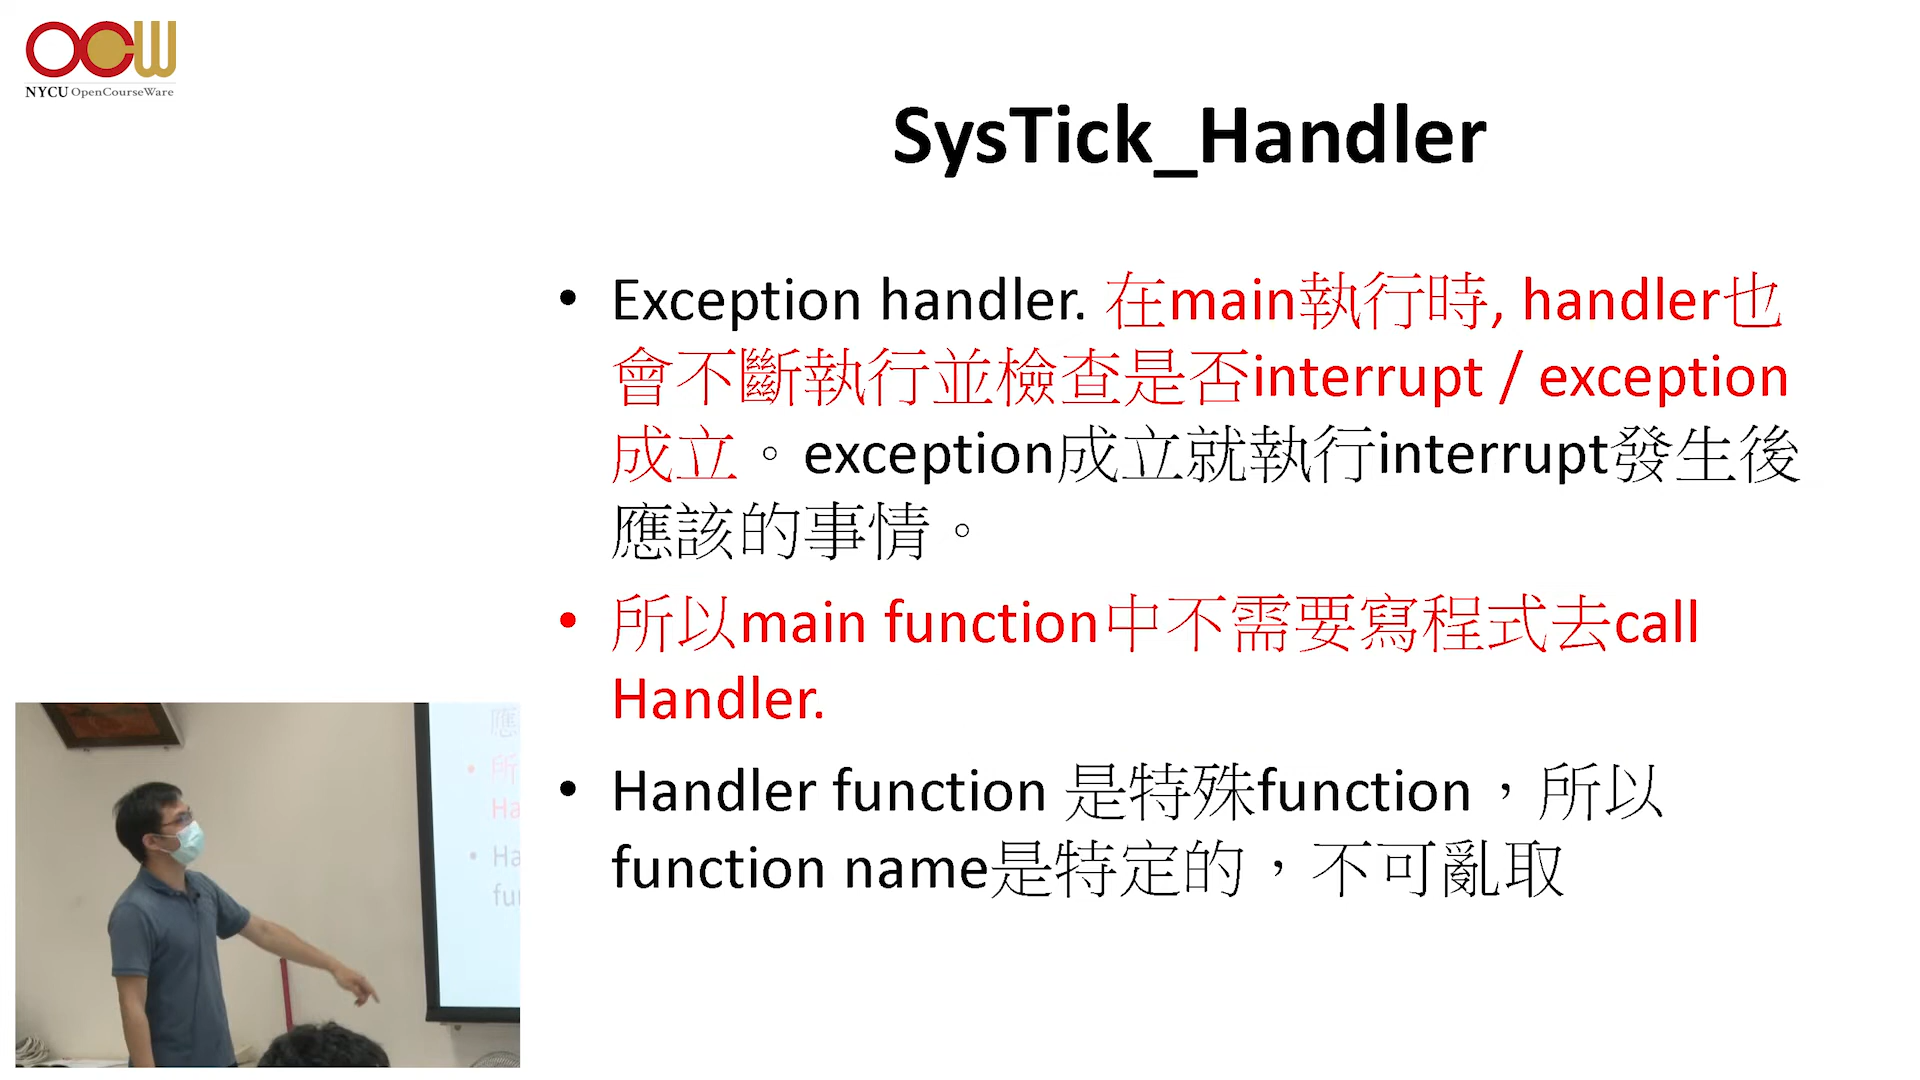 OCW
NYCU OpenCourseWare
SysTick_Handler
• Exception handler. 在main執行時, handler也
會不斷執行並檢查是否interrupt / exception
成立。exception成立就執行interrupt發生後
應該的事情。
• 所以main function中不需要寫程式去call
Handler.
• Handler function 是特殊function，所以
function name是特定的，不可亂取
應
• 所
Ha
• Ha
fu